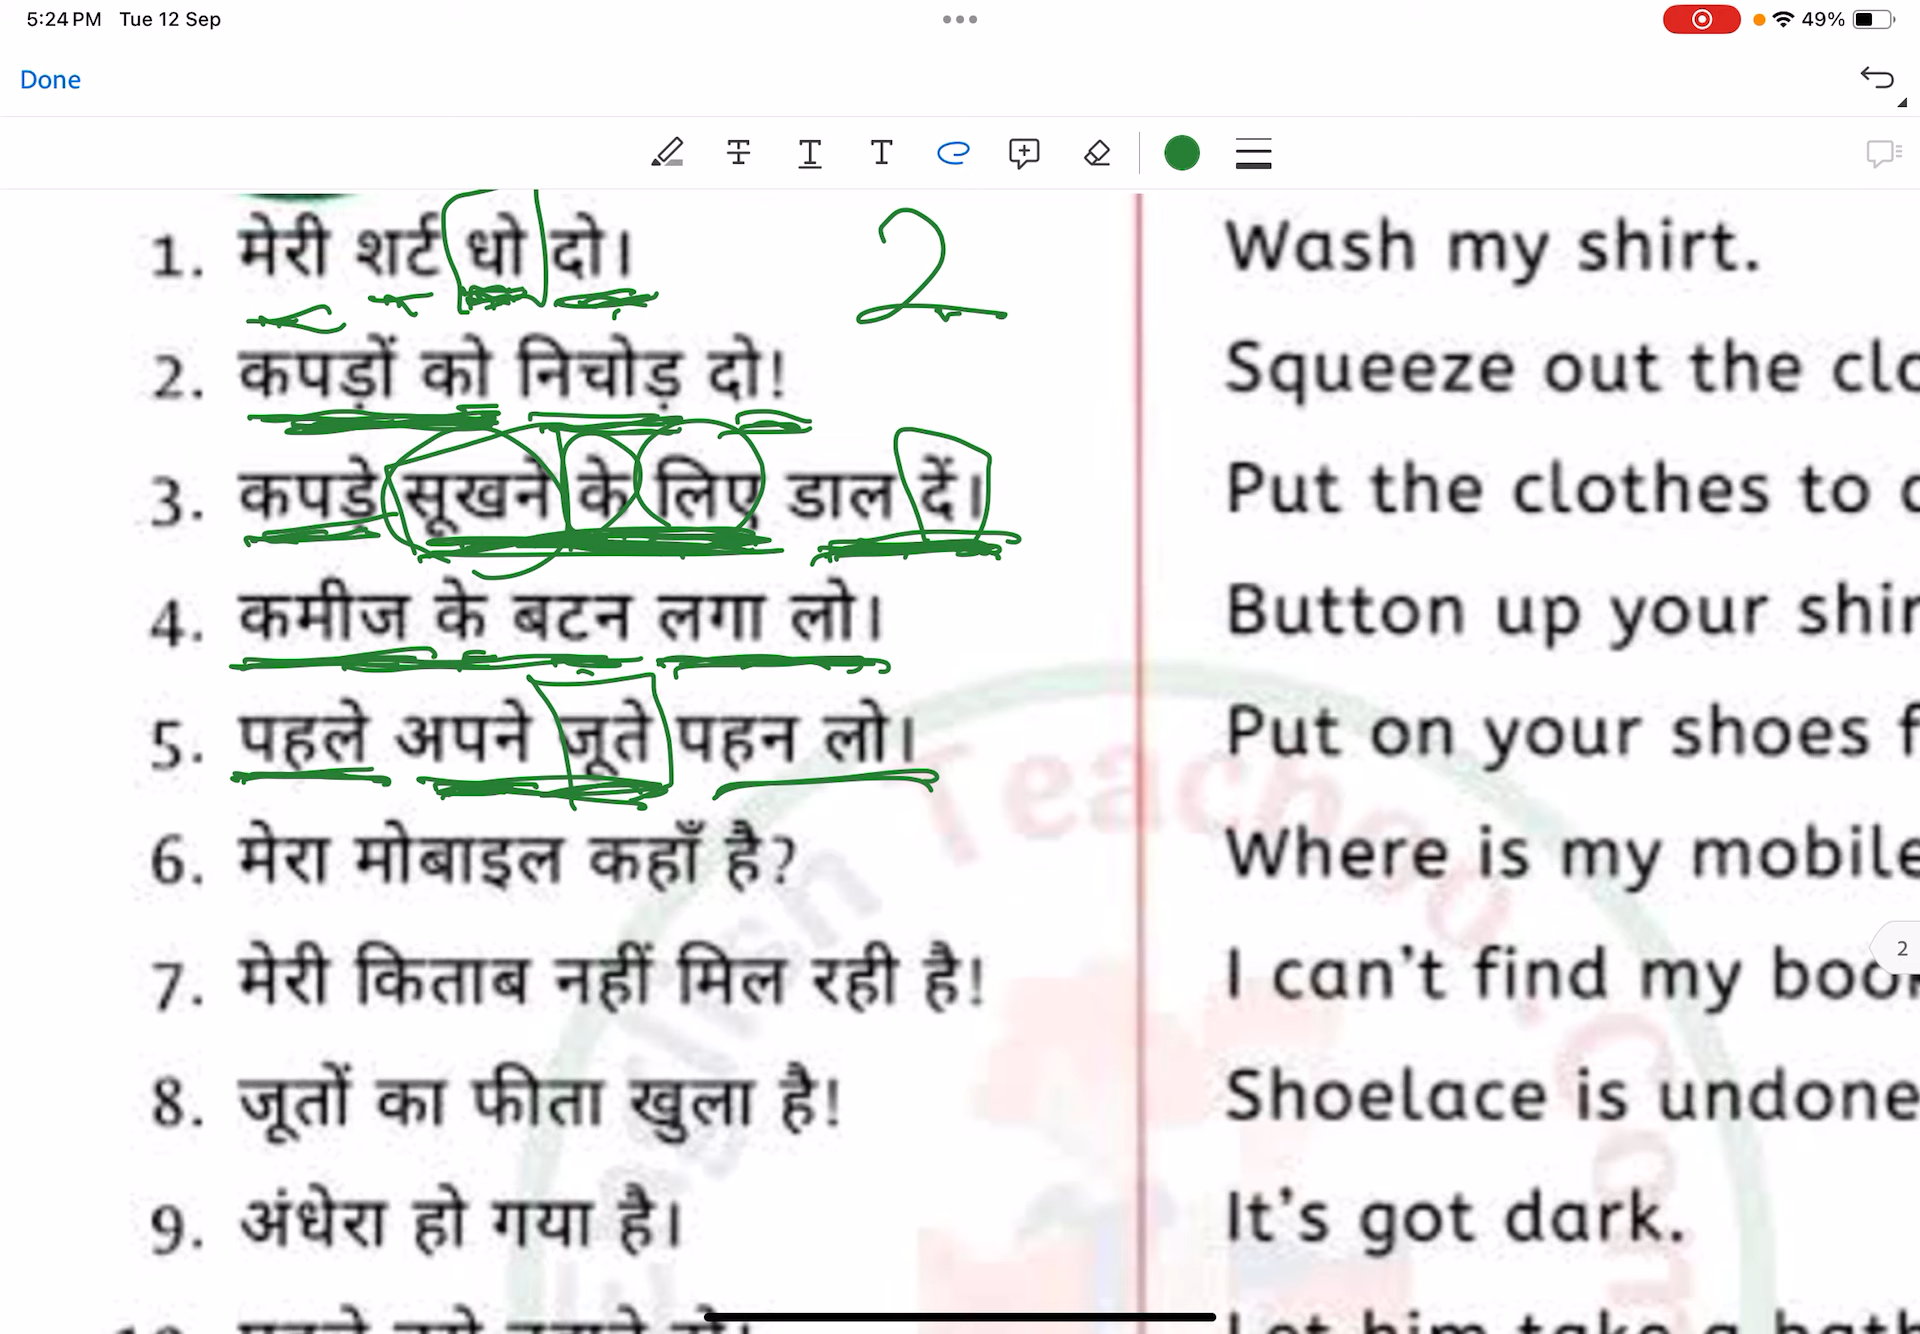 5:24 PM Tue 12 Sep 49%
Done
1. मेरी शर्ट धो दो। 2 Wash my shirt.
2. कपड़ों को निचोड़ दो! Squeeze out the clo
3. कपड़े सूखने के लिए डाल दें। Put the clothes to
4. कमीज के बटन लगा लो। Button up your shir
5. पहले अपने जूते पहन लो। Put on your shoes f
6. मेरा मोबाइल कहाँ है? Where is my mobile
7. मेरी किताब नहीं मिल रही है! I can't find my boo
2
8. जूतों का फीता खुला है! Shoelace is undone
9. अंधेरा हो गया है। It's got dark.
English Teacher.Com